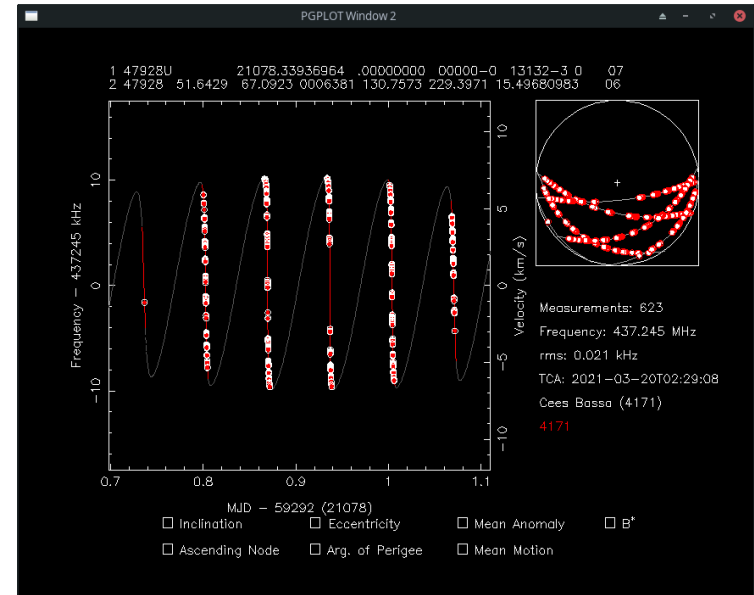 PGPLOT Window 2
1 47928U 21078.33936964 .00000000 00000-0 13132-3 0 07
2 47928 51.6429 67.0923 0006381 130.7573 229.3971 15.49680983 06
Frequency - 437245 kHz
10
0
-10
10
5
0
-5
-10
Velocity (km/s)
0.7 0.8 0.9 1 1.1
MJD - 59292 (21078)
Measurements: 623
Frequency: 437.245 MHz
rms: 0.021 kHz
TCA: 2021-03-20T02:29:08
Cees Bassa (4171)
4171
Inclination Eccentricity Mean Anomaly B*
Ascending Node Arg. of Perigee Mean Motion